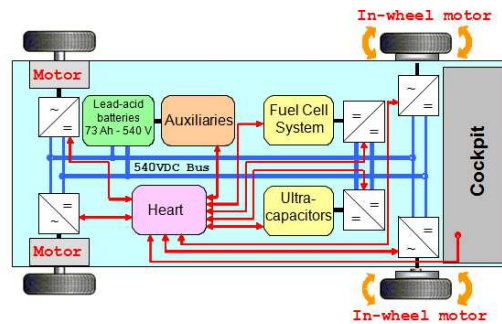 In-wheel motor
Motor
Lead-acid
batteries
73 Ah - 540 V
Auxiliaries
Fuel Cell
System
~
=
=
=
~
=
540VDC Bus
Cockpit
Heart
Ultra-
capacitors
~
=
=
=
~
=
Motor
In-wheel motor